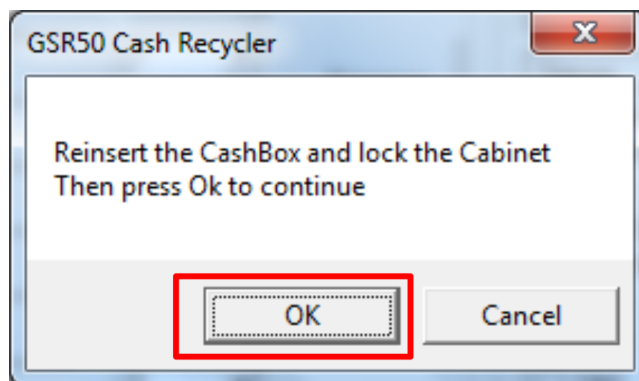 GSR50 Cash Recycler
Reinsert the CashBox and lock the Cabinet
Then press Ok to continue
OK
Cancel